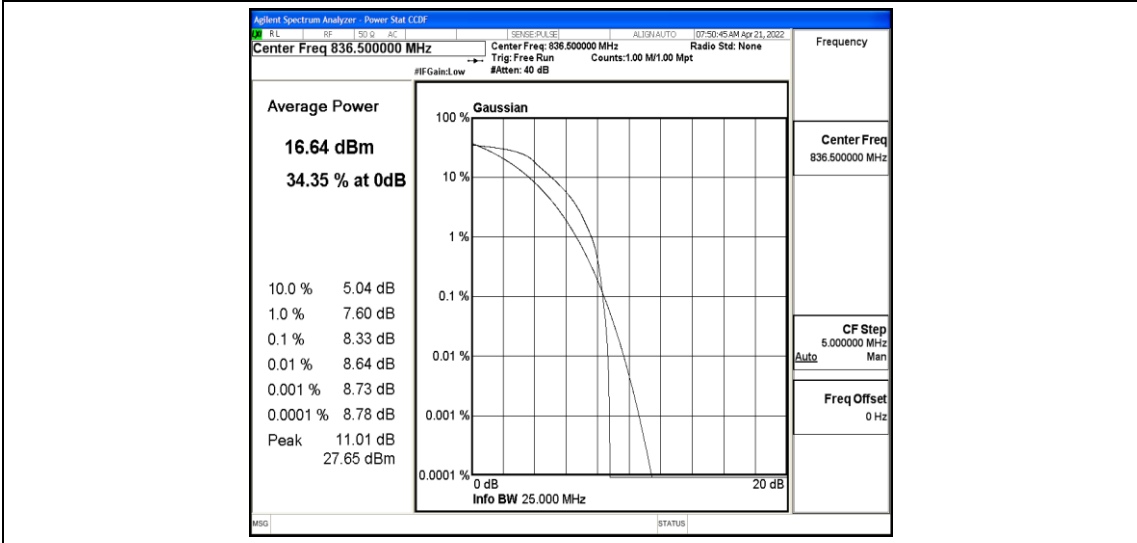 Agilent Spectrum Analyzer - Power Stat CCDF
LXI RL RF 50 Ω AC SENSE:PULSE ALIGNAUTO 07:50:45 AM Apr 21, 2022
Center Freq 836.500000 MHz
Center Freq: 836.500000 MHz Radio Std: None
Trig: Free Run Counts:1.00 M/1.00 Mpt
#IFGain:Low #Atten: 40 dB
Frequency
Average Power
16.64 dBm
34.35 % at 0dB
10.0 % 5.04 dB
1.0 % 7.60 dB
0.1 % 8.33 dB
0.01 % 8.64 dB
0.001 % 8.73 dB
0.0001 % 8.78 dB
Peak 11.01 dB
27.65 dBm
Gaussian
100 %
10 %
1 %
0.1 %
0.01 %
0.001 %
0.0001 %
0 dB 20 dB
Info BW 25.000 MHz
Center Freq
836.500000 MHz
CF Step
5.000000 MHz
Auto Man
Freq Offset
0 Hz
MSG STATUS